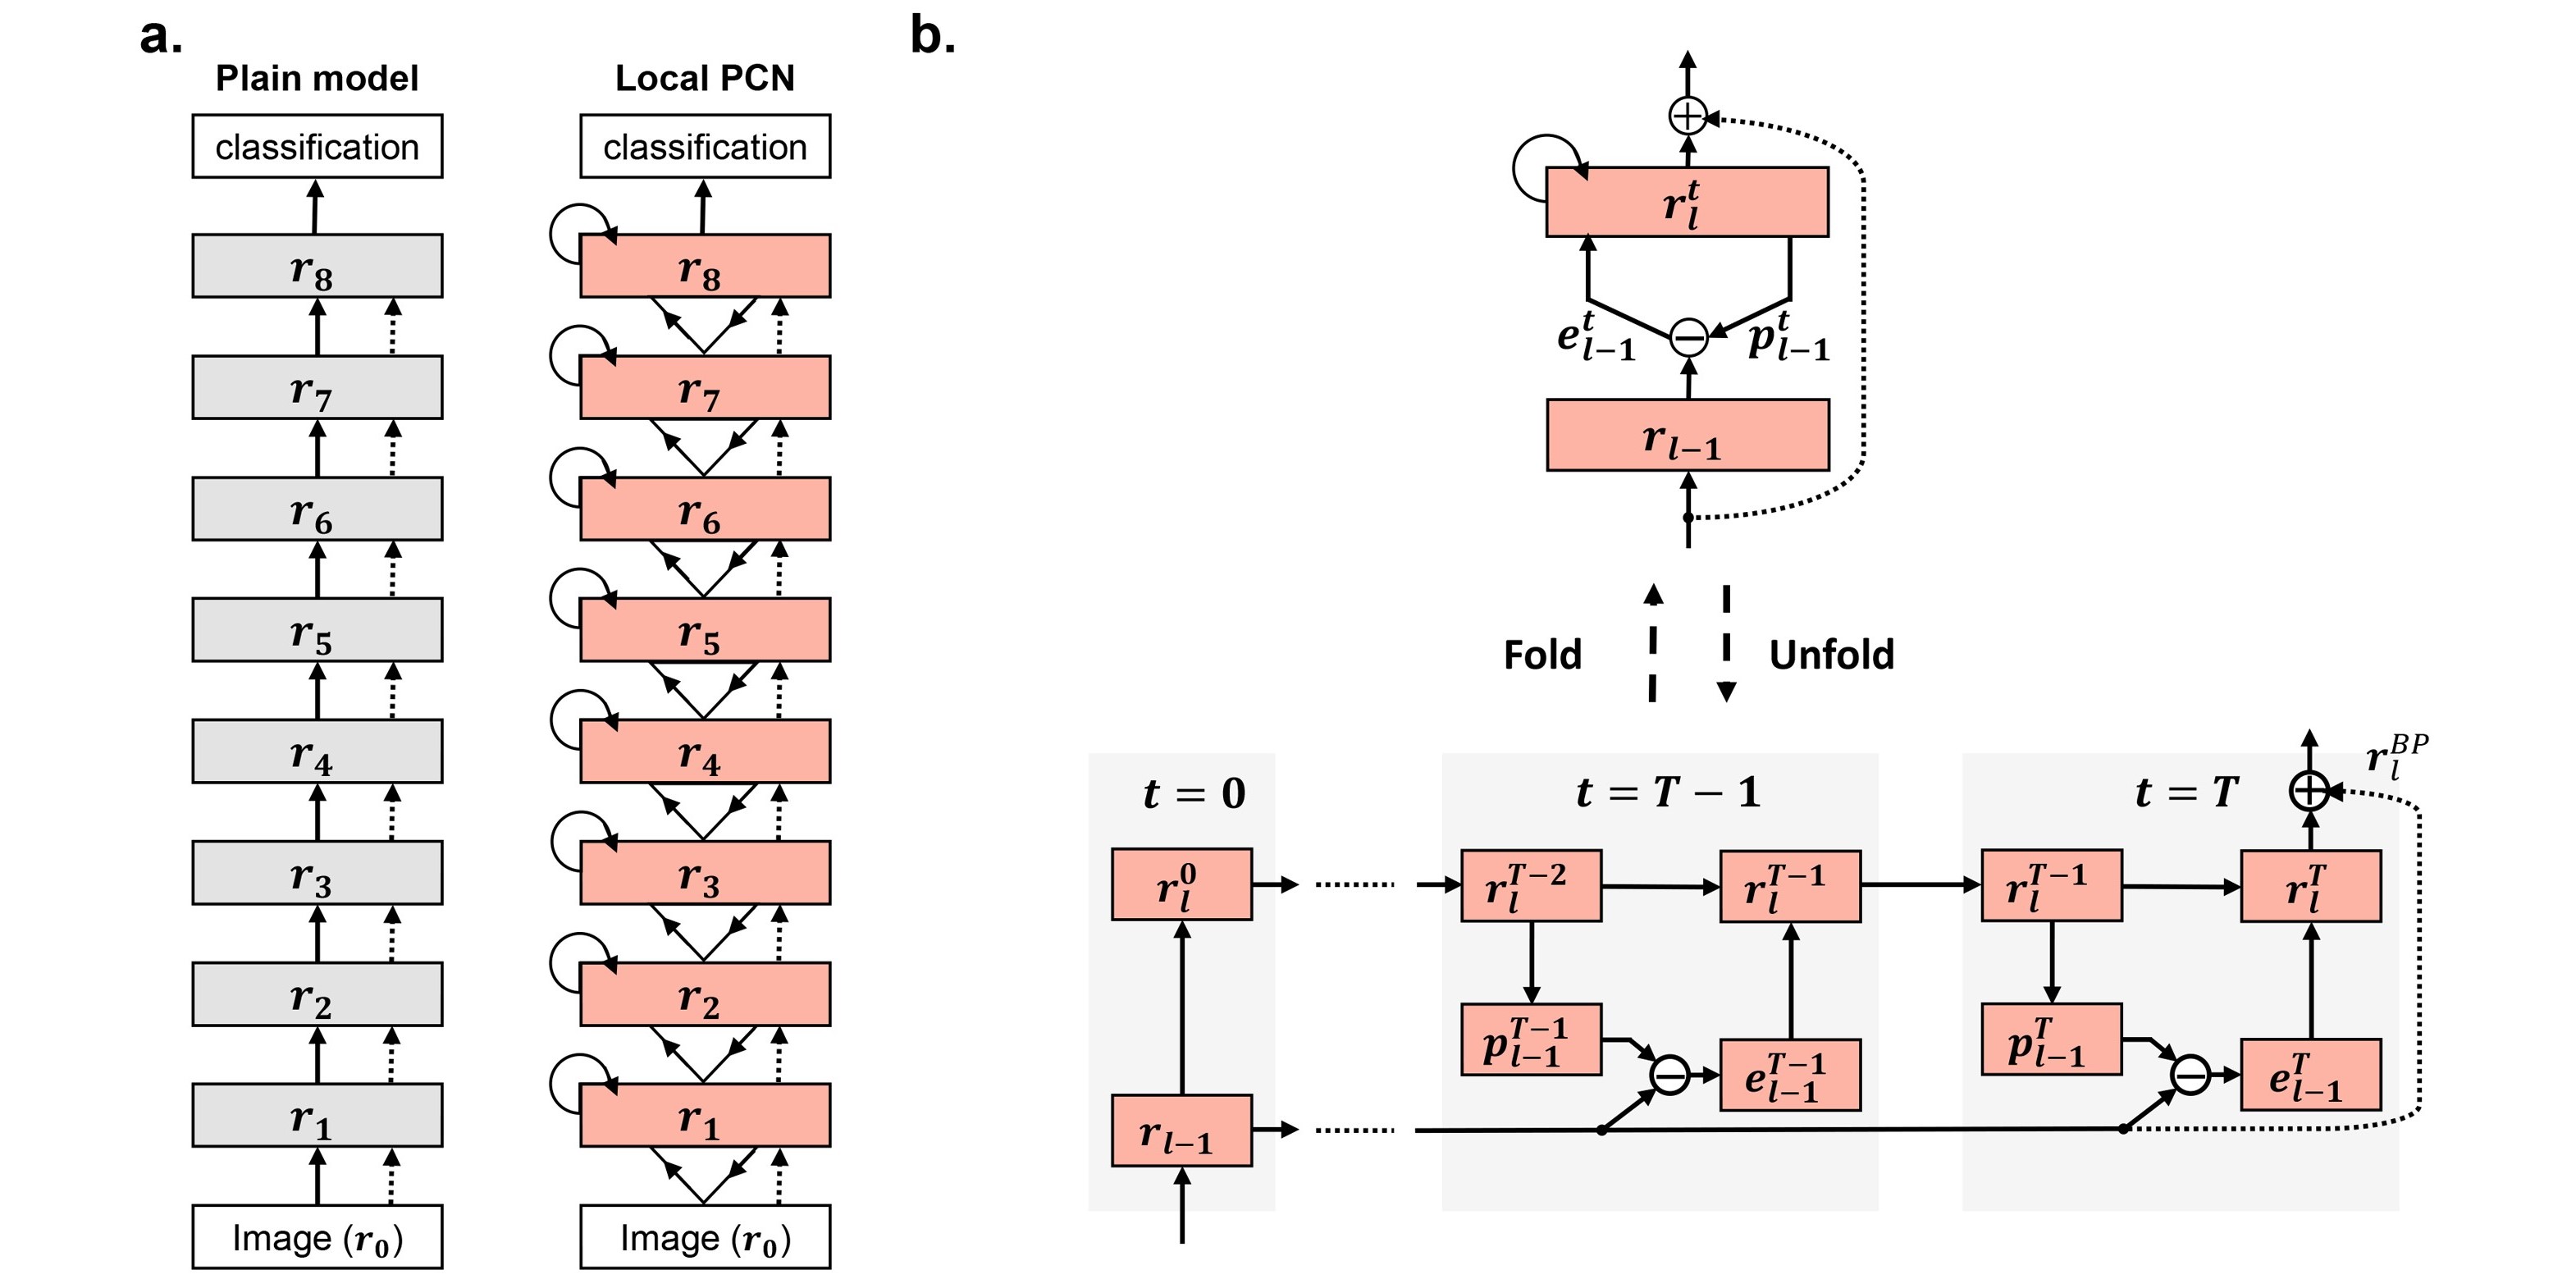 a.
Plain model
classification
r_8
r_7
r_6
r_5
r_4
r_3
r_2
r_1
Image (r_0)
Local PCN
classification
r_8
r_7
r_6
r_5
r_4
r_3
r_2
r_1
Image (r_0)
b.
r_l^t
e_{l-1}^t
p_{l-1}^t
r_{l-1}
Fold
Unfold
t = 0
r_l^0
r_{l-1}
t = T − 1
r_l^{T-2}
r_l^{T-1}
p_{l-1}^{T-1}
e_{l-1}^{T-1}
t = T
r_l^{BP}
r_l^{T-1}
r_l^T
p_{l-1}^T
e_{l-1}^T